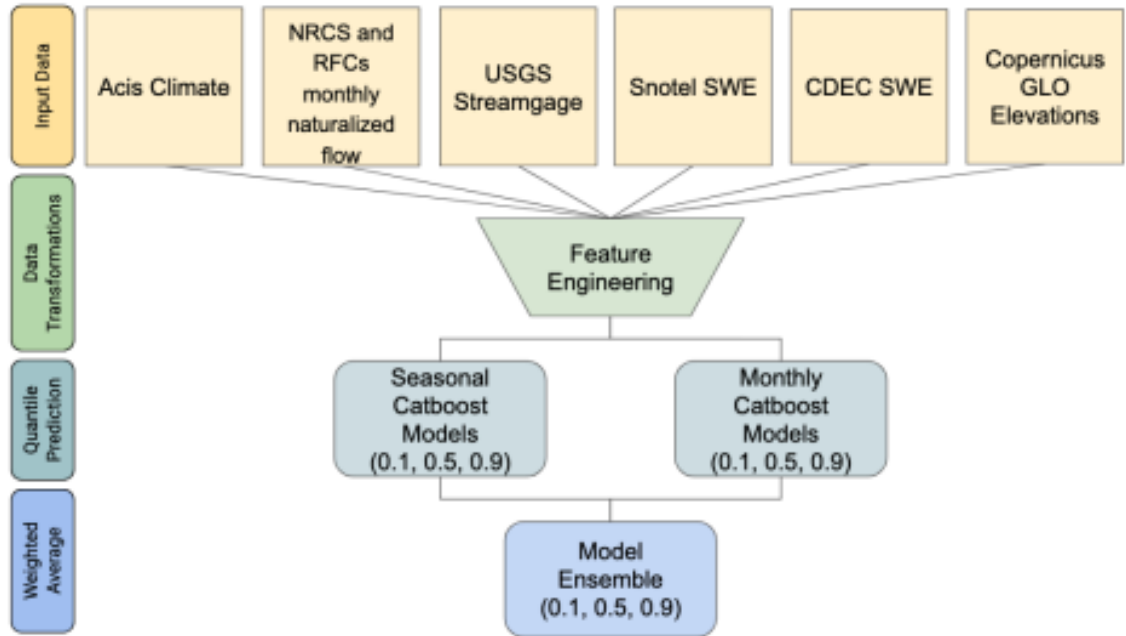 Input Data
Acis Climate
NRCS and
RFCs
monthly
naturalized
flow
USGS
Streamgage
Snotel SWE
CDEC SWE
Copernicus
GLO
Elevations
Data
Transformations
Feature
Engineering
Quantile
Prediction
Seasonal
Catboost
Models
(0.1, 0.5, 0.9)
Monthly
Catboost
Models
(0.1, 0.5, 0.9)
Weighted
Average
Model
Ensemble
(0.1, 0.5, 0.9)